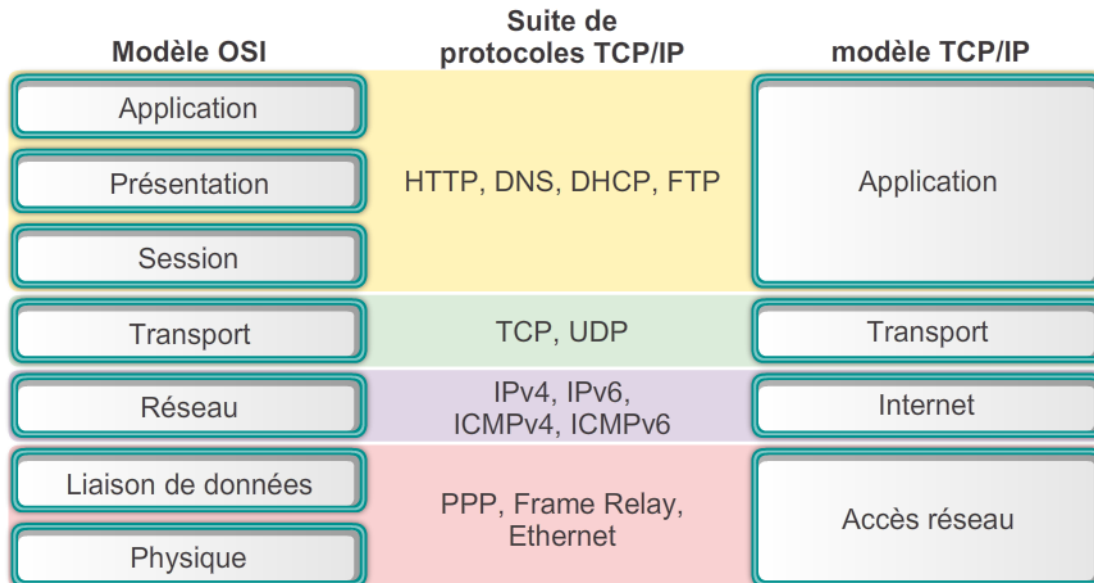 Modèle OSI
Suite de
protocoles TCP/IP
modèle TCP/IP
Application
Présentation
Session
HTTP, DNS, DHCP, FTP
Application
Transport
TCP, UDP
Transport
Réseau
IPv4, IPv6,
ICMPv4, ICMPv6
Internet
Liaison de données
Physique
PPP, Frame Relay,
Ethernet
Accès réseau